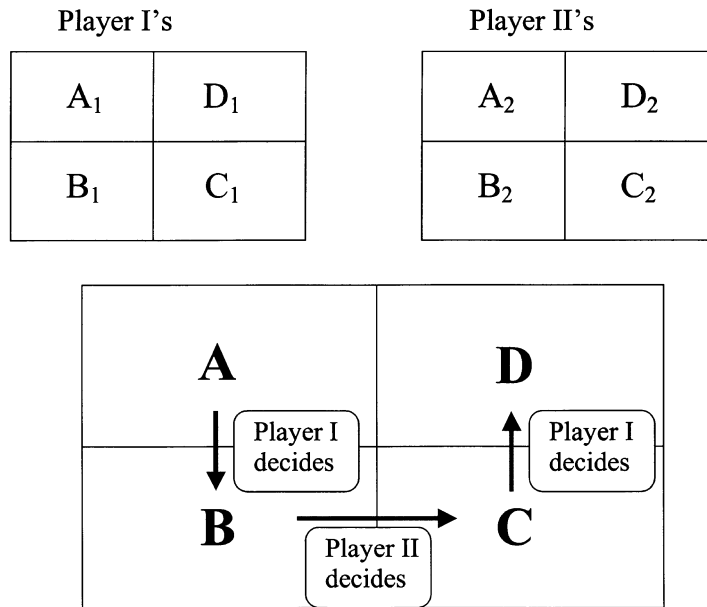 Player I's
Player II's
A₁ D₁
B₁ C₁
A₂ D₂
B₂ C₂
A D
Player I
decides
Player I
decides
B C
Player II
decides